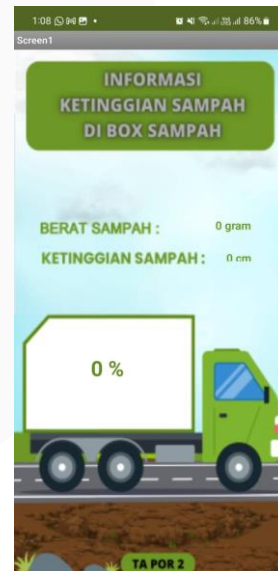 1:08 86%
Screen1
INFORMASI
KETINGGIAN SAMPAH
DI BOX SAMPAH
BERAT SAMPAH : 0 gram
KETINGGIAN SAMPAH : 0 cm
0 %
TA POR 2